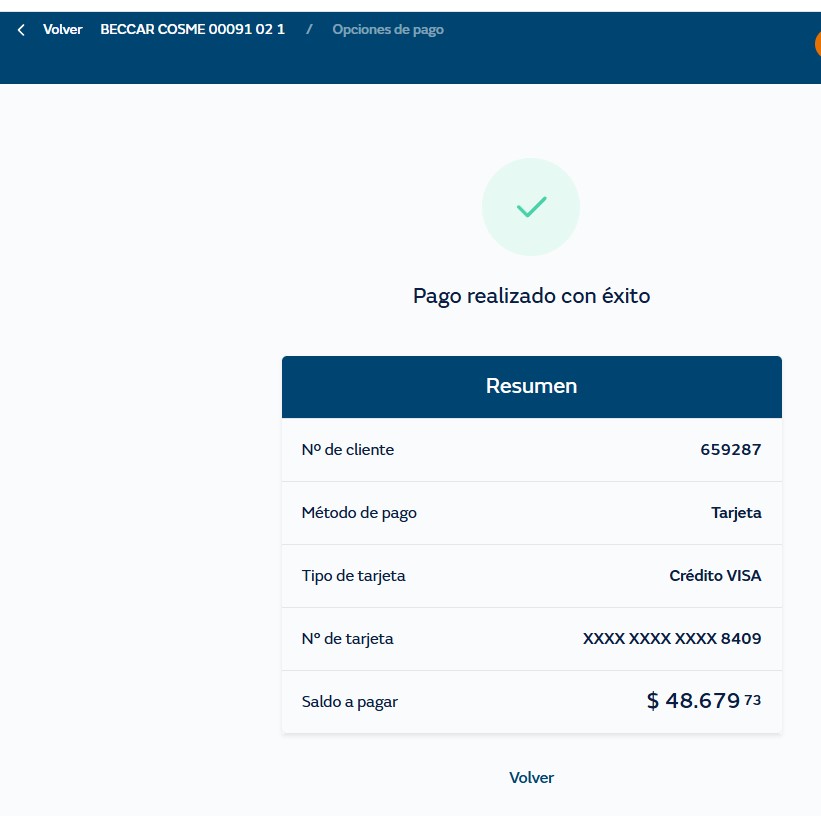 Volver BECCAR COSME 00091 02 1 / Opciones de pago
Pago realizado con éxito
Resumen
Nº de cliente 659287
Método de pago Tarjeta
Tipo de tarjeta Crédito VISA
N° de tarjeta XXXX XXXX XXXX 8409
Saldo a pagar $ 48.679 73
Volver